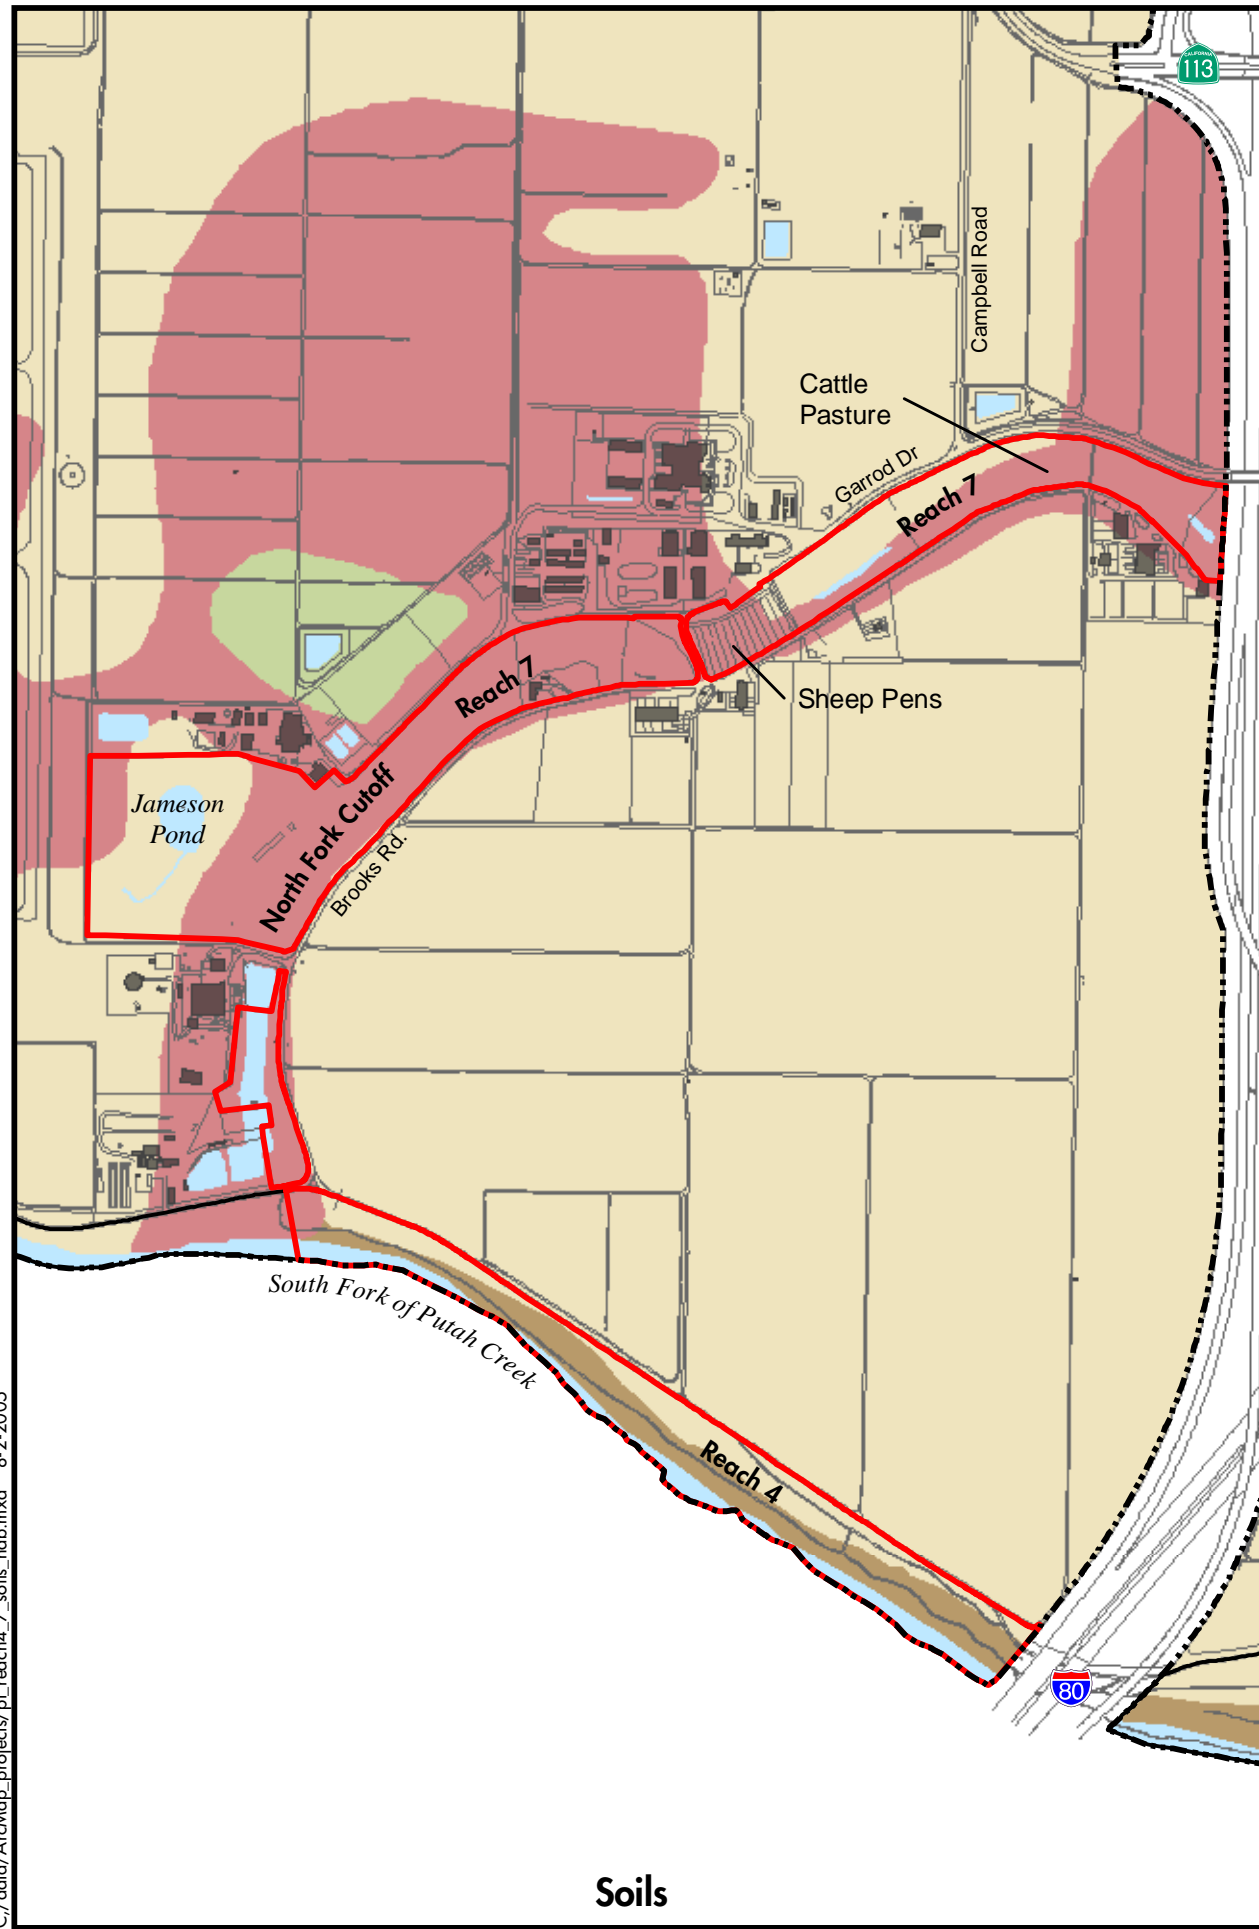 CALIFORNIA
113
Campbell Road
Cattle
Pasture
Garrod Dr
Reach 7
Sheep Pens
Reach 7
Jameson
Pond
North Fork Cutoff
Brooks Rd.
South Fork of Putah Creek
Reach 4
80
Soils